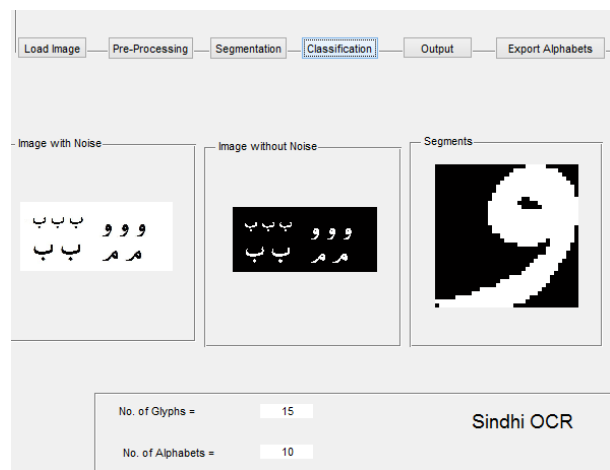 Load Image Pre-Processing Segmentation Classification Output Export Alphabets
Image with Noise
ب ب ب و و و
ب ب م م
Image without Noise
ب ب ب و و و
ب ب م م
Segments
و
No. of Glyphs = 15
No. of Alphabets = 10
Sindhi OCR